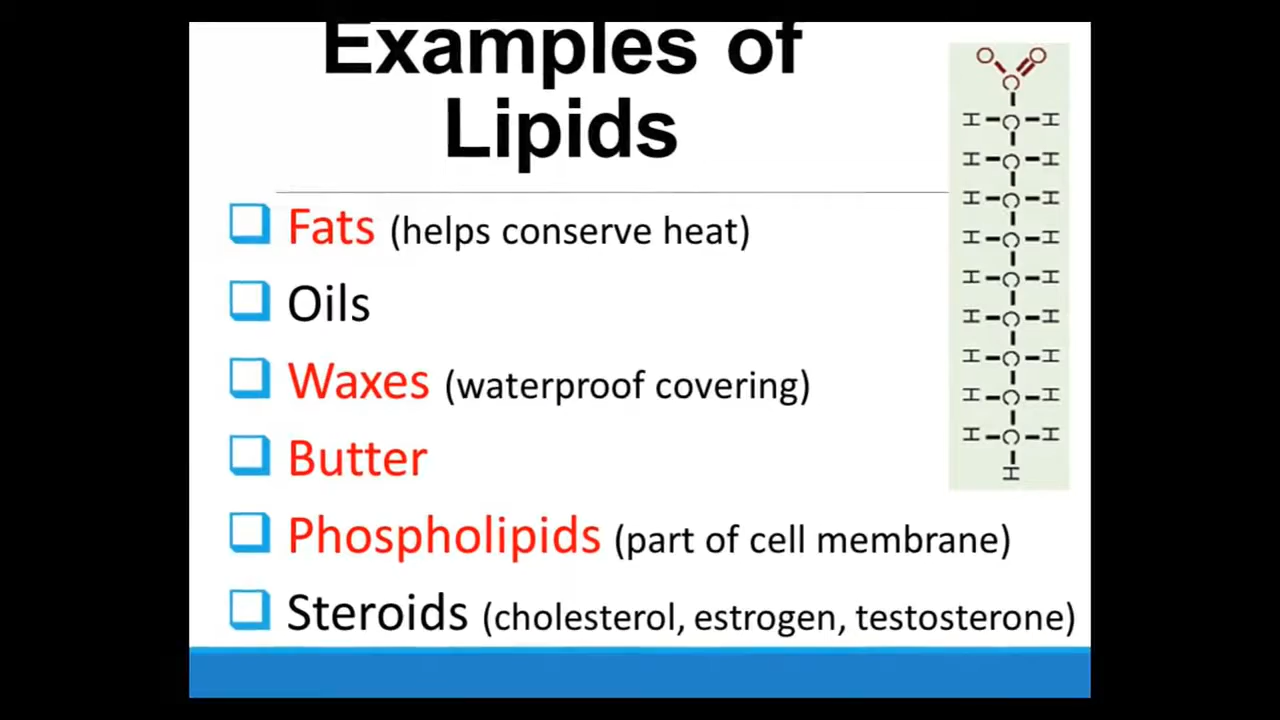 Examples of
Lipids
Fats (helps conserve heat)
Oils
Waxes (waterproof covering)
Butter
Phospholipids (part of cell membrane)
Steroids (cholesterol, estrogen, testosterone)
O O
C
H C H
H C H
H C H
H C H
H C H
H C H
H C H
H C H
H C H
H